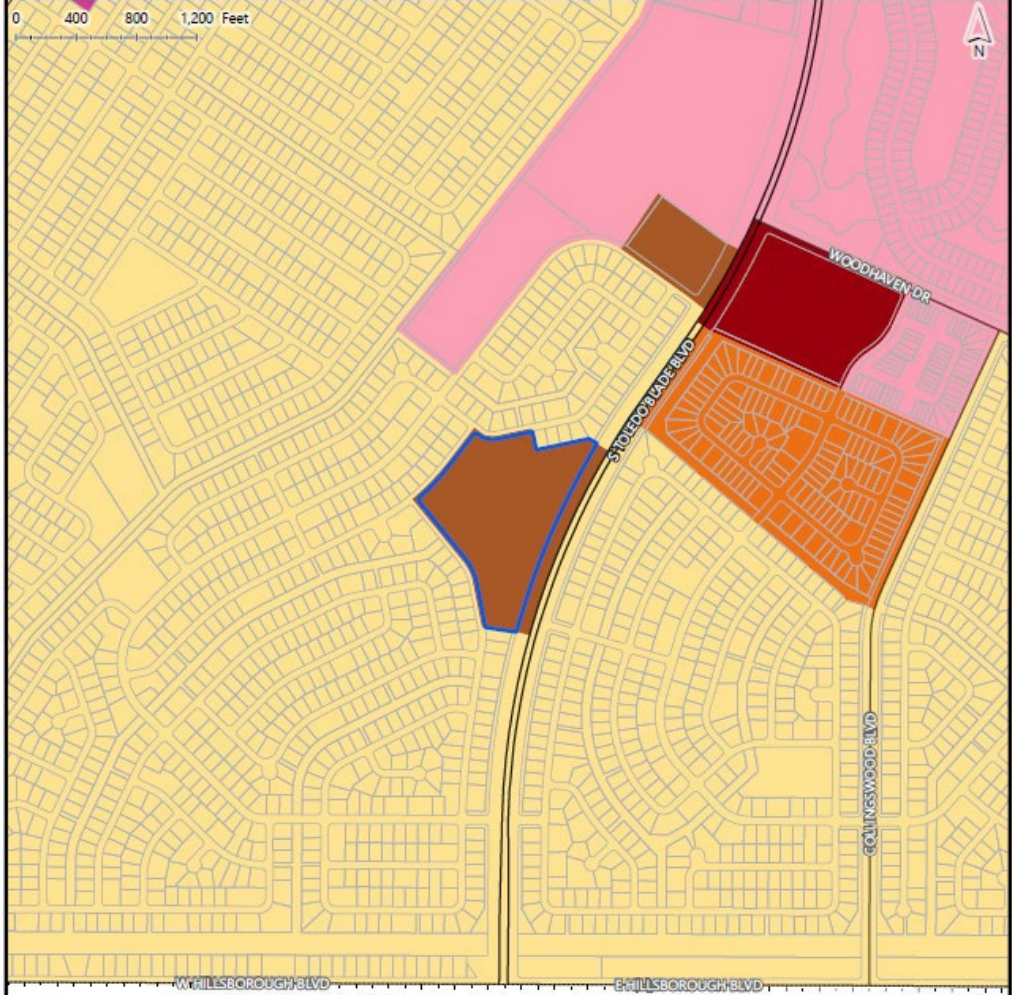 0 400 800 1,200 Feet
N
WOODHAVEN DR
S TOLEDO BLADE BLVD
COLLINGSWOOD BLVD
W HILLSBOROUGH BLVD
E HILLSBOROUGH BLVD